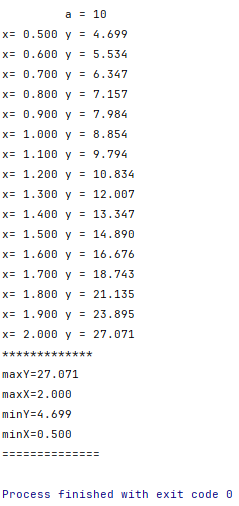 a = 10
x= 0.500 y = 4.699
x= 0.600 y = 5.534
x= 0.700 y = 6.347
x= 0.800 y = 7.157
x= 0.900 y = 7.984
x= 1.000 y = 8.854
x= 1.100 y = 9.794
x= 1.200 y = 10.834
x= 1.300 y = 12.007
x= 1.400 y = 13.347
x= 1.500 y = 14.890
x= 1.600 y = 16.676
x= 1.700 y = 18.743
x= 1.800 y = 21.135
x= 1.900 y = 23.895
x= 2.000 y = 27.071
*************
maxY=27.071
maxX=2.000
minY=4.699
minX=0.500
==============
Process finished with exit code 0